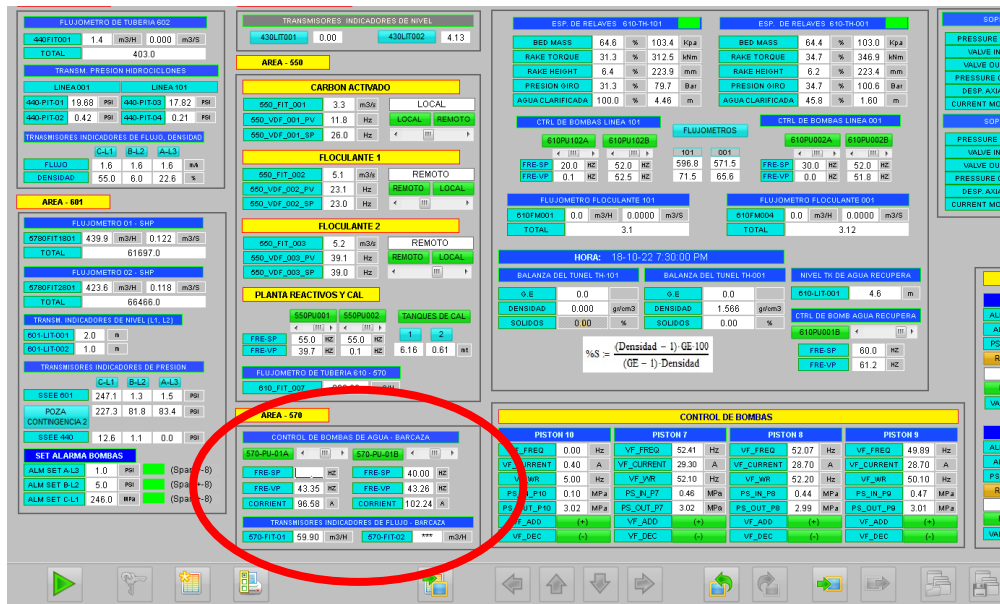 FLUJOMETRO DE TUBERIA 602
440FIT001 1.4 m3/H 0.000 m3/S
TOTAL 403.0
TRANSM. PRESION HIDROCICLONES
LINEA 001 LINEA 101
440-PIT-01 19.68 PSI 440-PIT-03 17.82 PSI
440-PIT-02 0.42 PSI 440-PIT-04 0.21 PSI
TRNASMISORES INDICADORES DE FLUJO, DENSIDAD
C-L1 B-L2 A-L3
FLUJO 1.6 1.6 1.6
DENSIDAD 55.0 6.0 22.6 %
AREA - 601
FLUJOMETRO 01 - SHP
5780FIT1801 439.9 m3/H 0.122 m3/S
TOTAL 61697.0
FLUJOMETRO 02 - SHP
5780FIT2801 423.6 m3/H 0.118 m3/S
TOTAL 66466.0
TRANSM. INDICADORES DE NIVEL (L1, L2)
601-LIT-001 2.0 m
601-LIT-002 1.0 m
TRANSMISORES INDICADORES DE PRESION
C-L1 B-L2 A-L3
SSEE 601 247.1 1.3 1.5 PSI
POZA CONTINGENCIA 2 227.3 81.8 83.4 PSI
SSEE 440 12.6 1.1 0.0 PSI
SET ALARMA BOMBAS
ALM SET A-L3 1.0 PSI (Span+-8)
ALM SET B-L2 5.0 PSI (Span+-8)
ALM SET C-L1 246.0 MPa (Span+-8)
TRANSMISORES INDICADORES DE NIVEL
430LIT001 0.00 430LIT002 4.13
AREA - 550
CARBON ACTIVADO
550_FIT_001 3.3 m3/s LOCAL
550_VDF_001_PV 11.8 Hz LOCAL REMOTO
550_VDF_001_SP 26.0 Hz
FLOCULANTE 1
550_FIT_002 5.1 m3/s REMOTO
550_VDF_002_PV 23.1 Hz REMOTO LOCAL
550_VDF_002_SP 23.0 Hz
FLOCULANTE 2
550_FIT_003 5.2 m3/s REMOTO
550_VDF_003_PV 39.1 Hz REMOTO LOCAL
550_VDF_003_SP 39.0 Hz
PLANTA REACTIVOS Y CAL
550PU001 550PU002 TANQUES DE CAL
1 2
FRE-SP 55.0 HZ 55.0 HZ
FRE-VP 39.7 HZ 0.1 HZ 6.16 0.61 mt
FLUJOMETRO DE TUBERIA 610 - 570
610_FIT_007
AREA - 570
CONTROL DE BOMBAS DE AGUA - BARCAZA
570-PU-01A 570-PU-01B
FRE-SP HZ FRE-SP 40.00 HZ
FRE-VP 43.35 HZ FRE-VP 43.26 HZ
CORRIENT 96.58 A CORRIENT 102.24 A
TRANSMISORES INDICADORES DE FLUJO - BARCAZA
570-FIT-01 59.90 m3/H 570-FIT-02 *** m3/H
ESP. DE RELAVES 610-TH-101
BED MASS 64.6 % 103.4 Kpa
RAKE TORQUE 31.3 % 312.5 kNm
RAKE HEIGHT 6.4 % 223.9 mm
PRESION GIRO 31.3 % 79.7 Bar
AGUA CLARIFICADA 100.0 % 4.46 m
ESP. DE RELAVES 610-TH-001
BED MASS 64.4 % 103.0 Kpa
RAKE TORQUE 34.7 % 346.9 kNm
RAKE HEIGHT 6.2 % 223.4 mm
PRESION GIRO 34.7 % 100.6 Bar
AGUA CLARIFICADA 45.8 % 1.60 m
CTRL DE BOMBAS LINEA 101
610PU102A 610PU102B
FRE-SP 20.0 HZ 52.0 HZ
FRE-VP 0.1 HZ 52.5 HZ
FLUJOMETROS
101 001
596.8 571.5
71.5 65.6
CTRL DE BOMBAS LINEA 001
610PU002A 610PU002B
FRE-SP 30.0 HZ 52.0 HZ
FRE-VP 0.0 HZ 51.8 HZ
FLUJOMETRO FLOCULANTE 101
610FM001 0.0 m3/H 0.0000 m3/S
TOTAL 3.1
FLUJOMETRO FLOCULANTE 001
610FM004 0.0 m3/H 0.0000 m3/S
TOTAL 3.12
HORA: 18-10-22 7:30:00 PM
BALANZA DEL TUNEL TH-101
G.E 0.0
DENSIDAD 0.000 gr/cm3
SOLIDOS 0.00 %
BALANZA DEL TUNEL TH-001
G.E 0.0
DENSIDAD 1.566 gr/cm3
SOLIDOS 0.00 %
%S := (Densidad − 1)·GE·100
(GE − 1)·Densidad
NIVEL TK DE AGUA RECUPERA
610-LIT-001 4.6 m
CTRL DE BOMB AGUA RECUPERA
610PU001B
FRE-SP 60.0 HZ
FRE-VP 61.2 HZ
CONTROL DE BOMBAS
PISTON 10 PISTON 7 PISTON 8 PISTON 9
VF_FREQ 0.00 Hz VF_FREQ 52.41 Hz VF_FREQ 52.07 Hz VF_FREQ 49.89 Hz
VF_CURRENT 0.40 A VF_CURRENT 29.30 A VF_CURRENT 28.70 A VF_CURRENT 28.70 A
VF_WR 5.00 Hz VF_WR 52.10 Hz VF_WR 52.20 Hz VF_WR 50.10 Hz
PS_IN_P10 0.10 MPa PS_IN_P7 0.46 MPa PS_IN_P8 0.44 MPa PS_IN_P9 0.47 MPa
PS_OUT_P10 3.02 MPa PS_OUT_P7 3.02 MPa PS_OUT_P8 2.99 MPa PS_OUT_P9 3.01 MPa
VF_ADD (+) VF_ADD (+) VF_ADD (+) VF_ADD (+)
VF_DEC (-) VF_DEC (-) VF_DEC (-) VF_DEC (-)
PRESSURE
VALVE IN
VALVE OU
PRESSURE
DESP. AXIA
CURRENT MO
PRESSURE
VALVE IN
VALVE OU
PRESSURE
DESP. AXIA
CURRENT MO